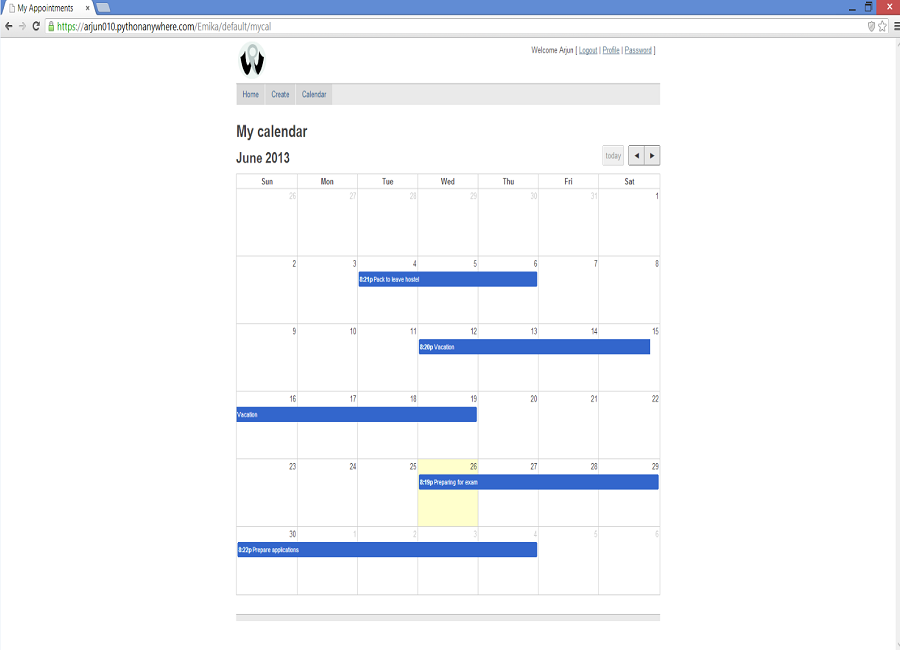 My Appointments
https://arjun010.pythonanywhere.com/Emika/default/mycal
Welcome Arjun [ Logout | Profile | Password ]
Home Create Calendar
My calendar
June 2013 today
Sun Mon Tue Wed Thu Fri Sat
26 27 28 29 30 31 1
2 3 4 5 6 7 8
8:21p Pack to leave hostel
9 10 11 12 13 14 15
8:20p Vacation
16 17 18 19 20 21 22
Vacation
23 24 25 26 27 28 29
8:19p Preparing for exam
30 1 2 3 4 5 6
8:22p Prepare applications